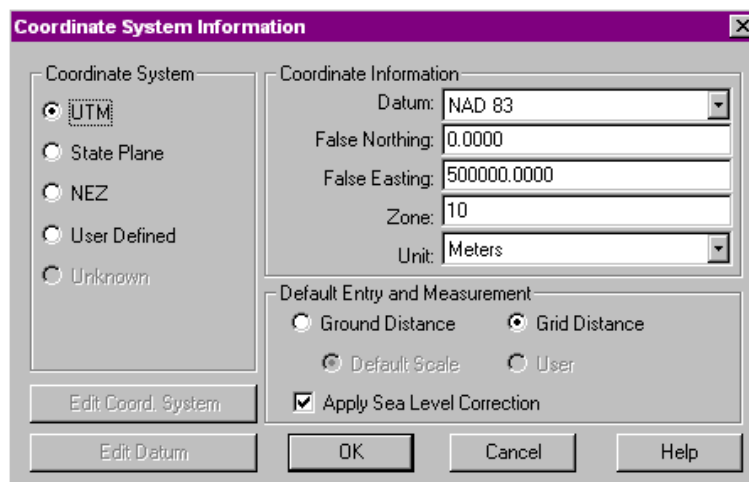 Coordinate System Information
Coordinate System
UTM
State Plane
NEZ
User Defined
Unknown
Edit Coord. System
Edit Datum
Coordinate Information
Datum: NAD 83
False Northing: 0.0000
False Easting: 500000.0000
Zone: 10
Unit: Meters
Default Entry and Measurement
Ground Distance Grid Distance
Default Scale User
Apply Sea Level Correction
OK Cancel Help